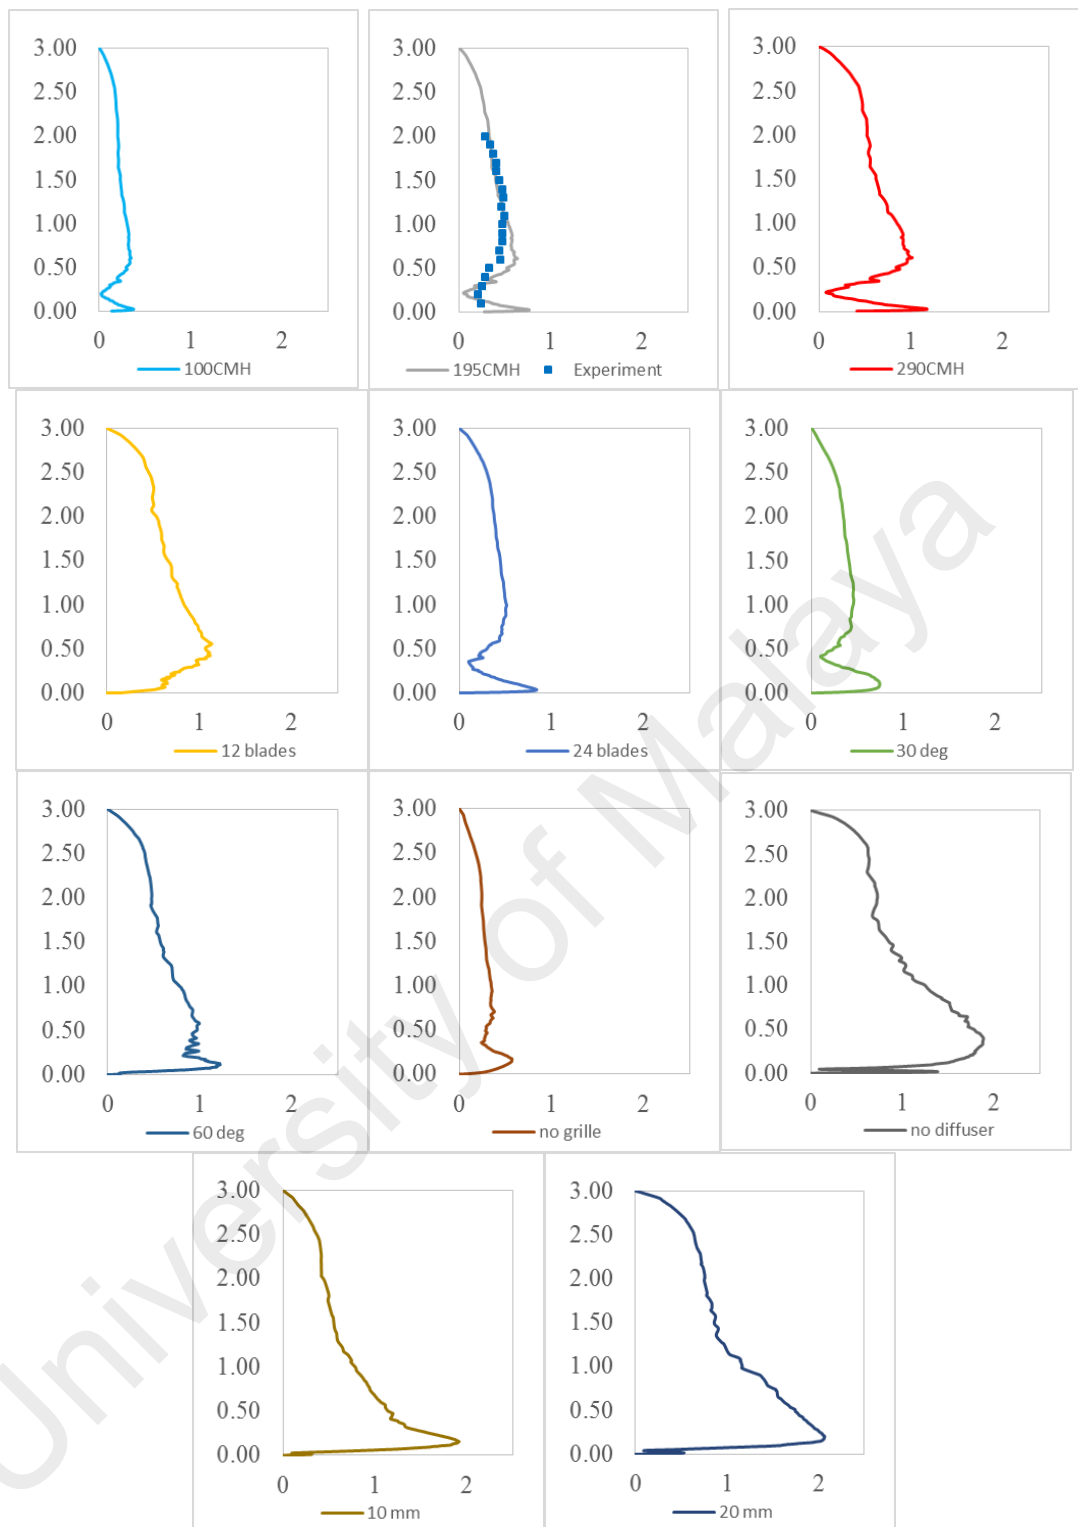 3.00 3.00 3.00
2.50 2.50 2.50
2.00 2.00 2.00
1.50 1.50 1.50
1.00 1.00 1.00
0.50 0.50 0.50
0.00 0.00 0.00
0 1 2 0 1 2 0 1 2
100CMH 195CMH Experiment 290CMH
3.00 3.00 3.00
2.50 2.50 2.50
2.00 2.00 2.00
1.50 1.50 1.50
1.00 1.00 1.00
0.50 0.50 0.50
0.00 0.00 0.00
0 1 2 0 1 2 0 1 2
12 blades 24 blades 30 deg
3.00 3.00 3.00
2.50 2.50 2.50
2.00 2.00 2.00
1.50 1.50 1.50
1.00 1.00 1.00
0.50 0.50 0.50
0.00 0.00 0.00
0 1 2 0 1 2 0 1 2
60 deg no grille no diffuser
3.00 3.00
2.50 2.50
2.00 2.00
1.50 1.50
1.00 1.00
0.50 0.50
0.00 0.00
0 1 2 0 1 2
10 mm 20 mm
University of Malaya